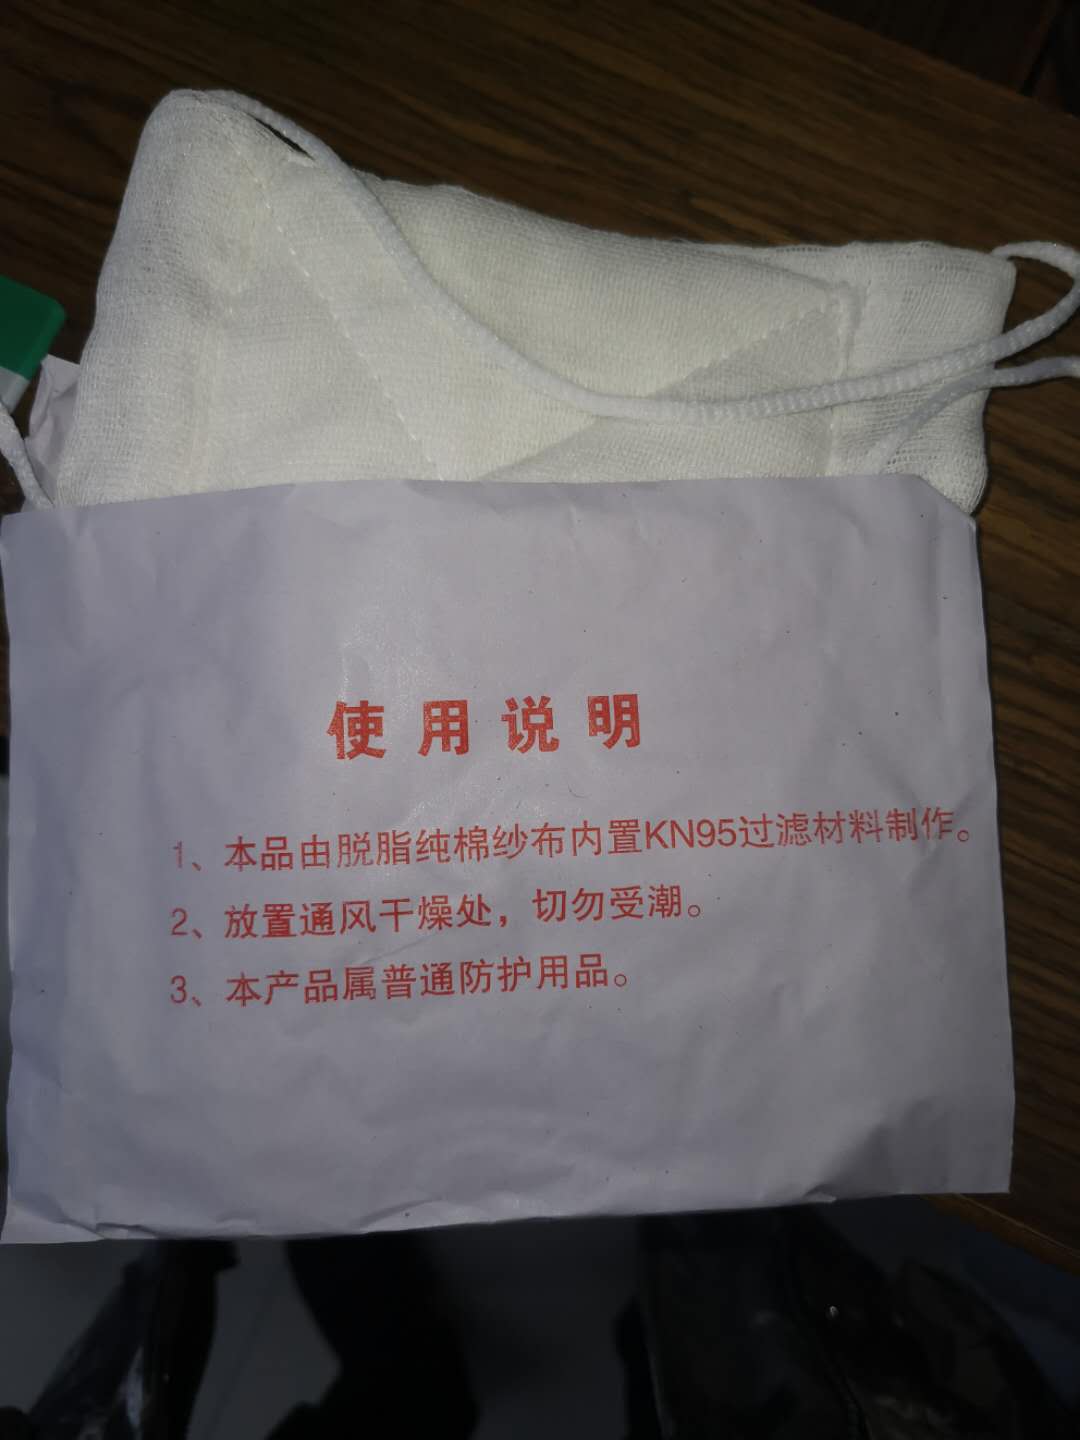 使用说明
1、本品由脱脂纯棉纱布内置KN95过滤材料制作。
2、放置通风干燥处，切勿受潮。
3、本产品属普通防护用品。